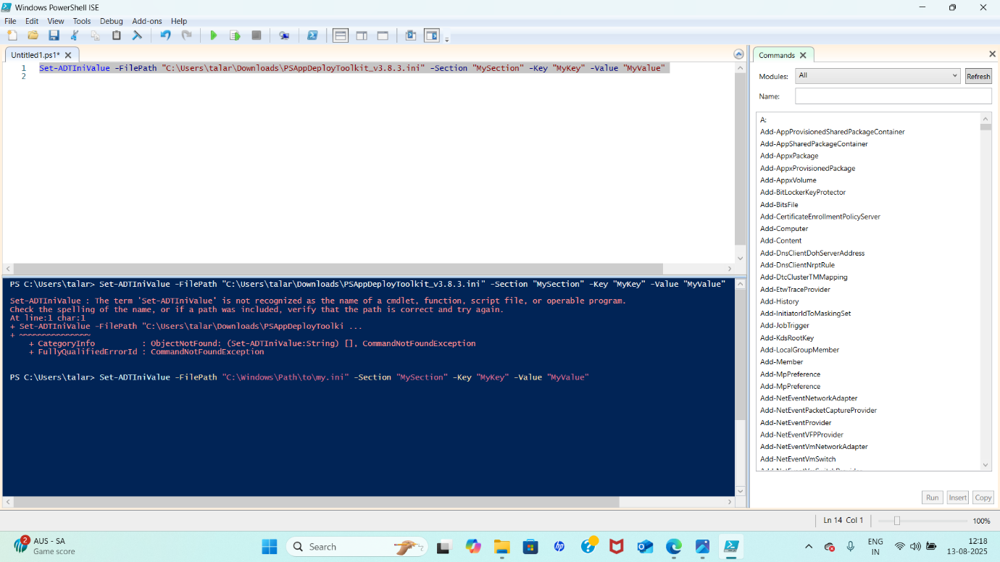 Windows PowerShell ISE
File Edit View Tools Debug Add-ons Help
Untitled1.ps1* X
1 Set-ADTIniValue -FilePath "C:\Users\talar\Downloads\PSAppDeployToolkit_v3.8.3.ini" -Section "MySection" -Key "MyKey" -Value "MyValue"
2
PS C:\Users\talar> Set-ADTIniValue -FilePath "C:\Users\talar\Downloads\PSAppDeployToolkit_v3.8.3.ini" -Section "MySection" -Key "MyKey" -Value "MyValue"
Set-ADTIniValue : The term 'Set-ADTIniValue' is not recognized as the name of a cmdlet, function, script file, or operable program.
Check the spelling of the name, or if a path was included, verify that the path is correct and try again.
At line:1 char:1
+ Set-ADTIniValue -FilePath "C:\Users\talar\Downloads\PSAppDeployToolki ...
+ ~~~~~~~~~~~~~~~
+ CategoryInfo : ObjectNotFound: (Set-ADTIniValue:String) [], CommandNotFoundException
+ FullyQualifiedErrorId : CommandNotFoundException
PS C:\Users\talar> Set-ADTIniValue -FilePath "C:\Windows\Path\to\my.ini" -Section "MySection" -Key "MyKey" -Value "MyValue"
Commands
Modules: All Refresh
Name:
A:
Add-AppProvisionedSharedPackageContainer
Add-AppSharedPackageContainer
Add-AppxPackage
Add-AppxProvisionedPackage
Add-AppxVolume
Add-BitLockerKeyProtector
Add-BitsFile
Add-CertificateEnrollmentPolicyServer
Add-Computer
Add-Content
Add-DnsClientDohServerAddress
Add-DnsClientNrptRule
Add-DtcClusterTMMapping
Add-EtwTraceProvider
Add-History
Add-InitiatorIdToMaskingSet
Add-JobTrigger
Add-KdsRootKey
Add-LocalGroupMember
Add-Member
Add-MpPreference
Add-MpPreference
Add-NetEventNetworkAdapter
Add-NetEventPacketCaptureProvider
Add-NetEventProvider
Add-NetEventVFPProvider
Add-NetEventVmNetworkAdapter
Add-NetEventVmSwitch
Run Insert Copy
Ln 14 Col 1 100%
2 AUS - SA
Game score
Search
hp
ENG
IN
12:18
13-08-2025